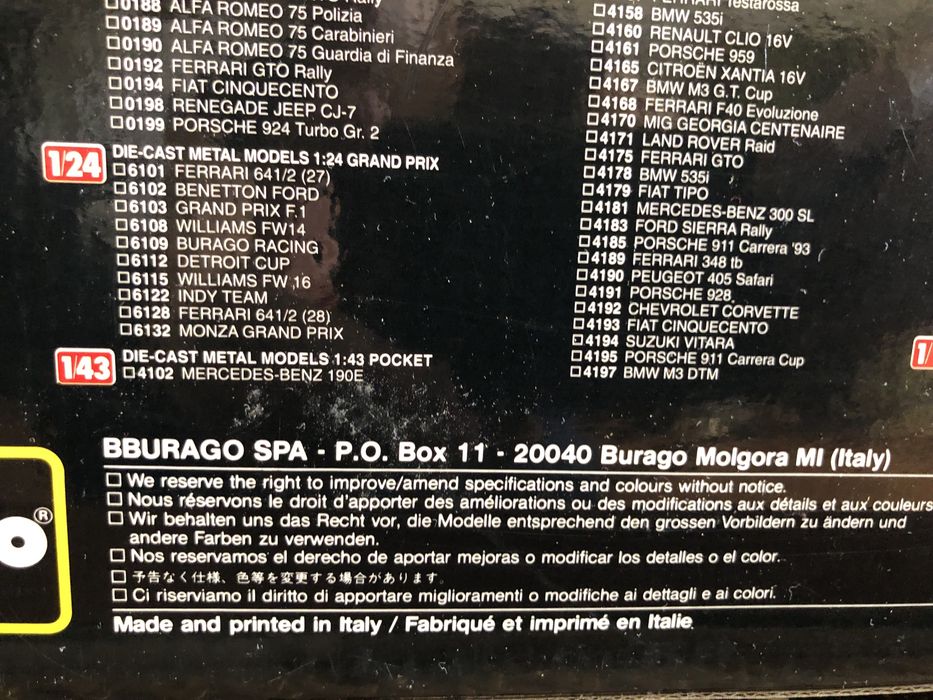 □0188 ALFA ROMEO 75 Polizia
□0189 ALFA ROMEO 75 Carabinieri
□0190 ALFA ROMEO 75 Guardia di Finanza
□0192 FERRARI GTO Rally
□0194 FIAT CINQUECENTO
□0198 RENEGADE JEEP CJ-7
□0199 PORSCHE 924 Turbo Gr. 2
1/24 DIE-CAST METAL MODELS 1:24 GRAND PRIX
□6101 FERRARI 641/2 (27)
□6102 BENETTON FORD
□6103 GRAND PRIX F.1
□6108 WILLIAMS FW14
□6109 BURAGO RACING
□6112 DETROIT CUP
□6115 WILLIAMS FW 16
□6122 INDY TEAM
□6128 FERRARI 641/2 (28)
□6132 MONZA GRAND PRIX
1/43 DIE-CAST METAL MODELS 1:43 POCKET
□4102 MERCEDES-BENZ 190E
FERRARI Testarossa
□4158 BMW 535i
□4160 RENAULT CLIO 16V
□4161 PORSCHE 959
□4165 CITROËN XANTIA 16V
□4167 BMW M3 G.T. Cup
□4168 FERRARI F40 Evoluzione
□4170 MIG GEORGIA CENTENAIRE
□4171 LAND ROVER Raid
□4175 FERRARI GTO
□4178 BMW 535i
□4179 FIAT TIPO
□4181 MERCEDES-BENZ 300 SL
□4183 FORD SIERRA Rally
□4185 PORSCHE 911 Carrera '93
□4189 FERRARI 348 tb
□4190 PEUGEOT 405 Safari
□4191 PORSCHE 928
□4192 CHEVROLET CORVETTE
□4193 FIAT CINQUECENTO
□4194 SUZUKI VITARA
□4195 PORSCHE 911 Carrera Cup
□4197 BMW M3 DTM
BBURAGO SPA - P.O. Box 11 - 20040 Burago Molgora MI (Italy)
□ We reserve the right to improve/amend specifications and colours without notice.
□ Nous réservons le droit d'apporter des améliorations ou des modifications aux détails et aux couleurs
□ Wir behalten uns das Recht vor, die Modelle entsprechend den grossen Vorbildern zu ändern und
andere Farben zu verwenden.
□ Nos reservamos el derecho de aportar mejoras o modificar los detalles o el color.
□ 予告なく仕様、色等を変更する場合があります。
□ Ci riserviamo il diritto di apportare miglioramenti o modifiche ai dettagli e ai colori.
Made and printed in Italy / Fabriqué et imprimé en Italie
®